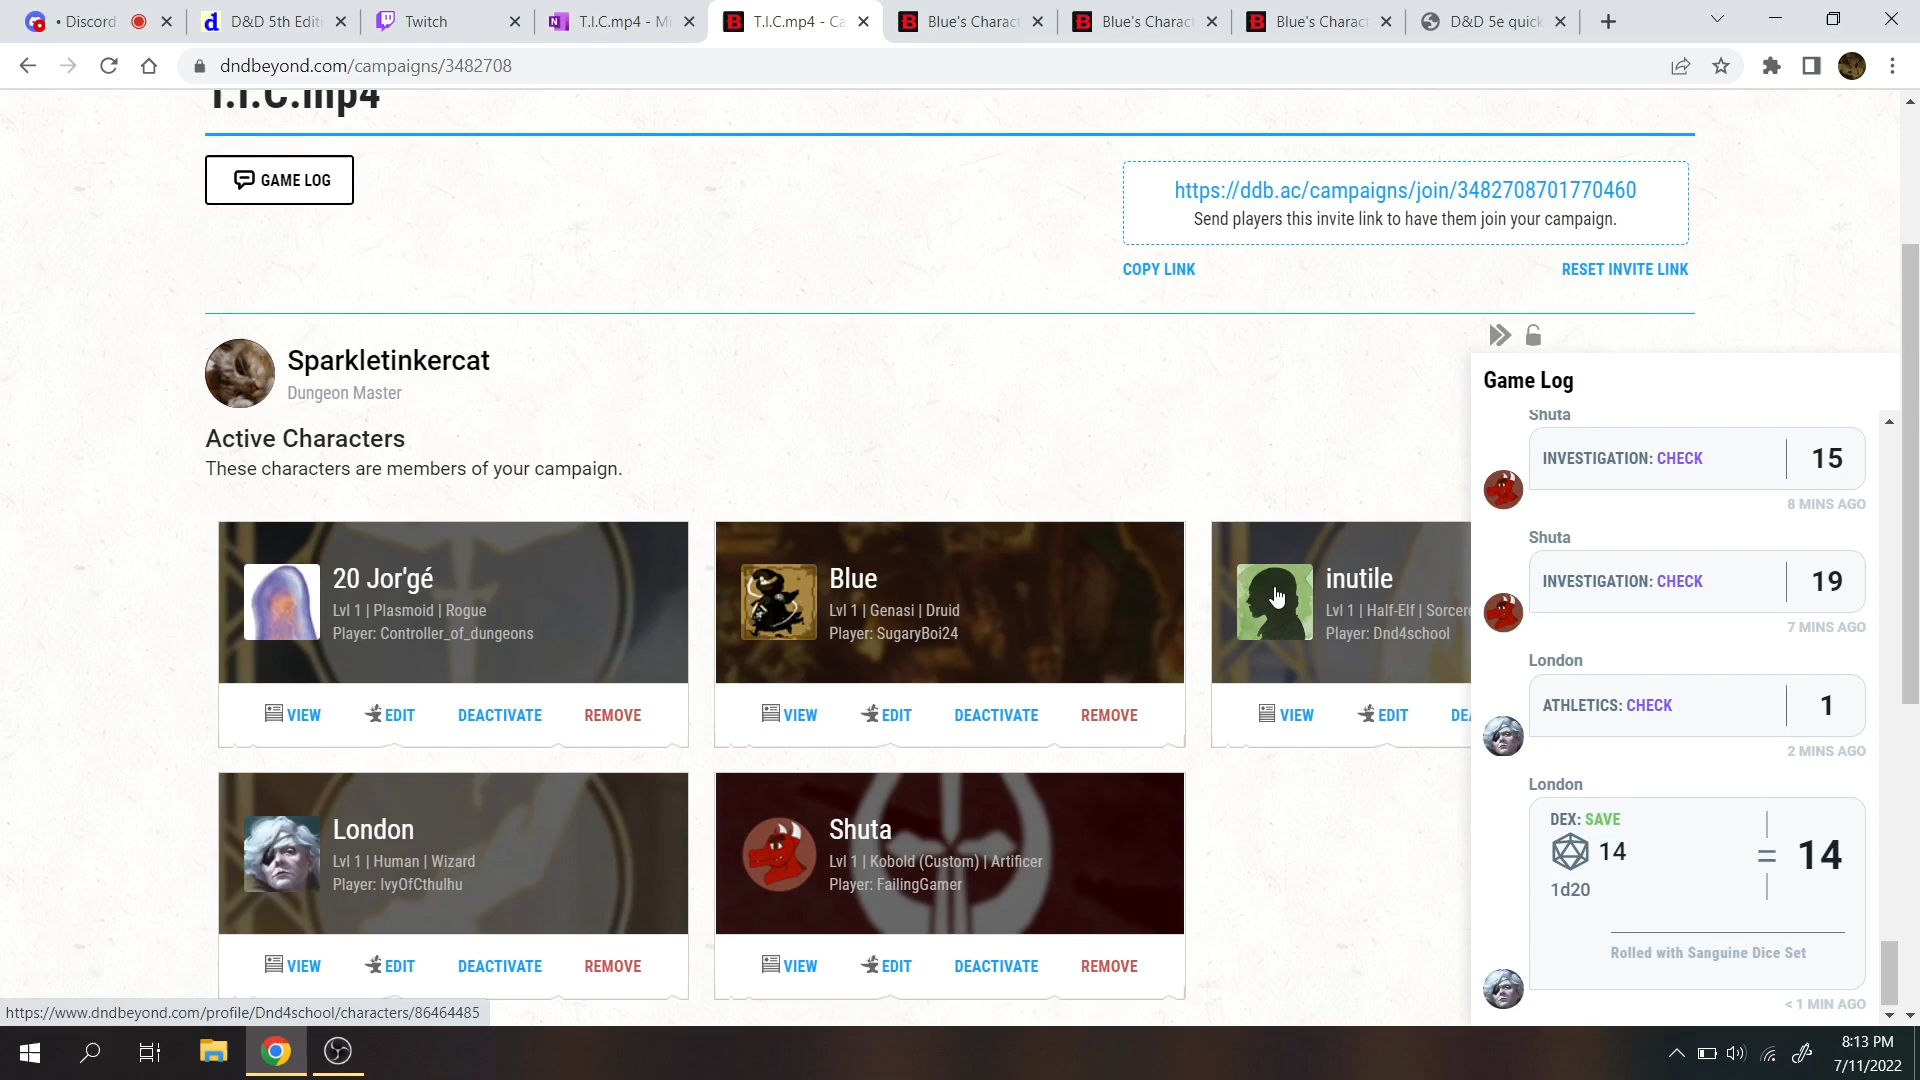 • Discord
D&D 5th Editi
Twitch
T.I.C.mp4 - Mi
T.I.C.mp4 - Ca
Blue's Charact
Blue's Charact
Blue's Charact
D&D 5e quick
dndbeyond.com/campaigns/3482708
T.I.C.mp4
GAME LOG
https://ddb.ac/campaigns/join/3482708701770460
Send players this invite link to have them join your campaign.
COPY LINK
RESET INVITE LINK
Sparkletinkercat
Dungeon Master
Active Characters
These characters are members of your campaign.
20 Jor'gé
Lvl 1 | Plasmoid | Rogue
Player: Controller_of_dungeons
VIEW EDIT DEACTIVATE REMOVE
Blue
Lvl 1 | Genasi | Druid
Player: SugaryBoi24
VIEW EDIT DEACTIVATE REMOVE
inutile
Lvl 1 | Half-Elf | Sorcere
Player: Dnd4school
VIEW EDIT DEA
London
Lvl 1 | Human | Wizard
Player: IvyOfCthulhu
VIEW EDIT DEACTIVATE REMOVE
Shuta
Lvl 1 | Kobold (Custom) | Artificer
Player: FailingGamer
VIEW EDIT DEACTIVATE REMOVE
Game Log
Shuta
INVESTIGATION: CHECK 15
8 MINS AGO
Shuta
INVESTIGATION: CHECK 19
7 MINS AGO
London
ATHLETICS: CHECK 1
2 MINS AGO
London
DEX: SAVE
14 = 14
1d20
Rolled with Sanguine Dice Set
< 1 MIN AGO
https://www.dndbeyond.com/profile/Dnd4school/characters/86464485
8:13 PM
7/11/2022